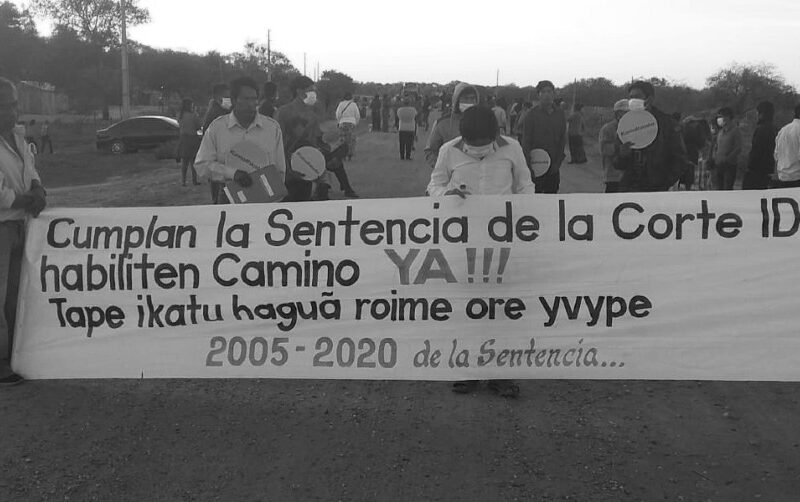 Cumplan la Sentencia de la Corte ID
habiliten Camino YA!!!
Tape ikatu haguã roime ore yvype
2005-2020 de la Sentencia...